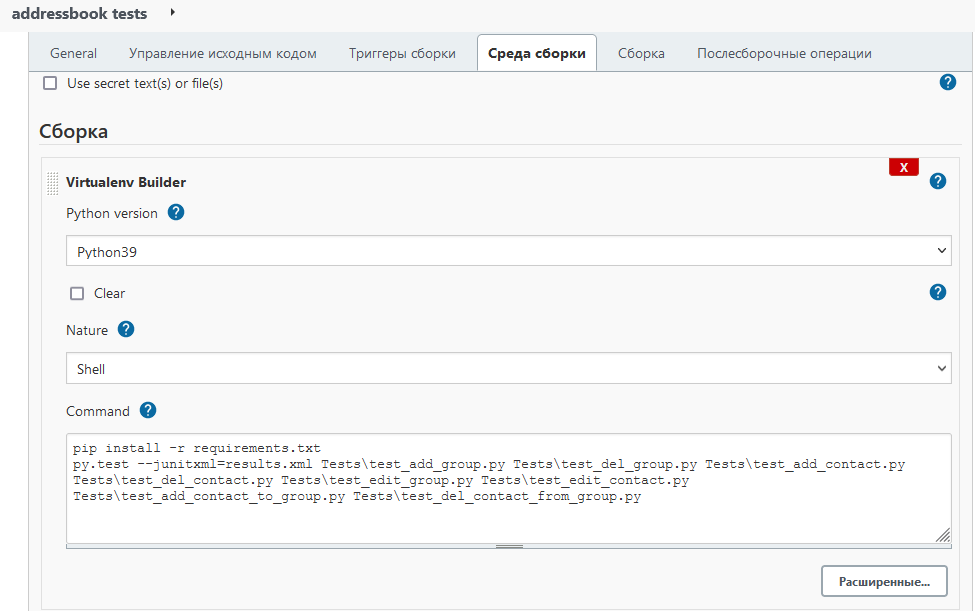 addressbook tests
General Управление исходным кодом Триггеры сборки Среда сборки Сборка Послесборочные операции
Use secret text(s) or file(s) ?
Сборка
X
Virtualenv Builder ?
Python version ?
Python39
Clear ?
Nature ?
Shell
Command ?
pip install -r requirements.txt
py.test --junitxml=results.xml Tests\test_add_group.py Tests\test_del_group.py Tests\test_add_contact.py
Tests\test_del_contact.py Tests\test_edit_group.py Tests\test_edit_contact.py
Tests\test_add_contact_to_group.py Tests\test_del_contact_from_group.py
Расширенные...